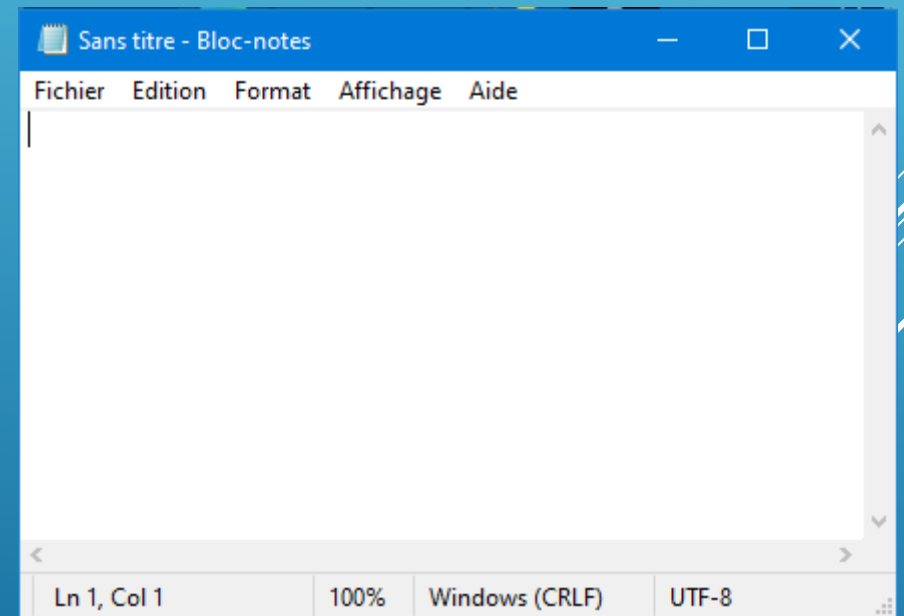 Sans titre - Bloc-notes
Fichier Edition Format Affichage Aide
Ln 1, Col 1 100% Windows (CRLF) UTF-8